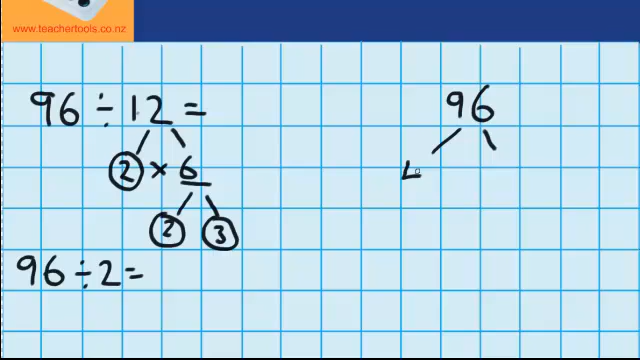 www.teachertools.co.nz
96 ÷ 12 =
96
2 × 6
2 3
96 ÷ 2 =